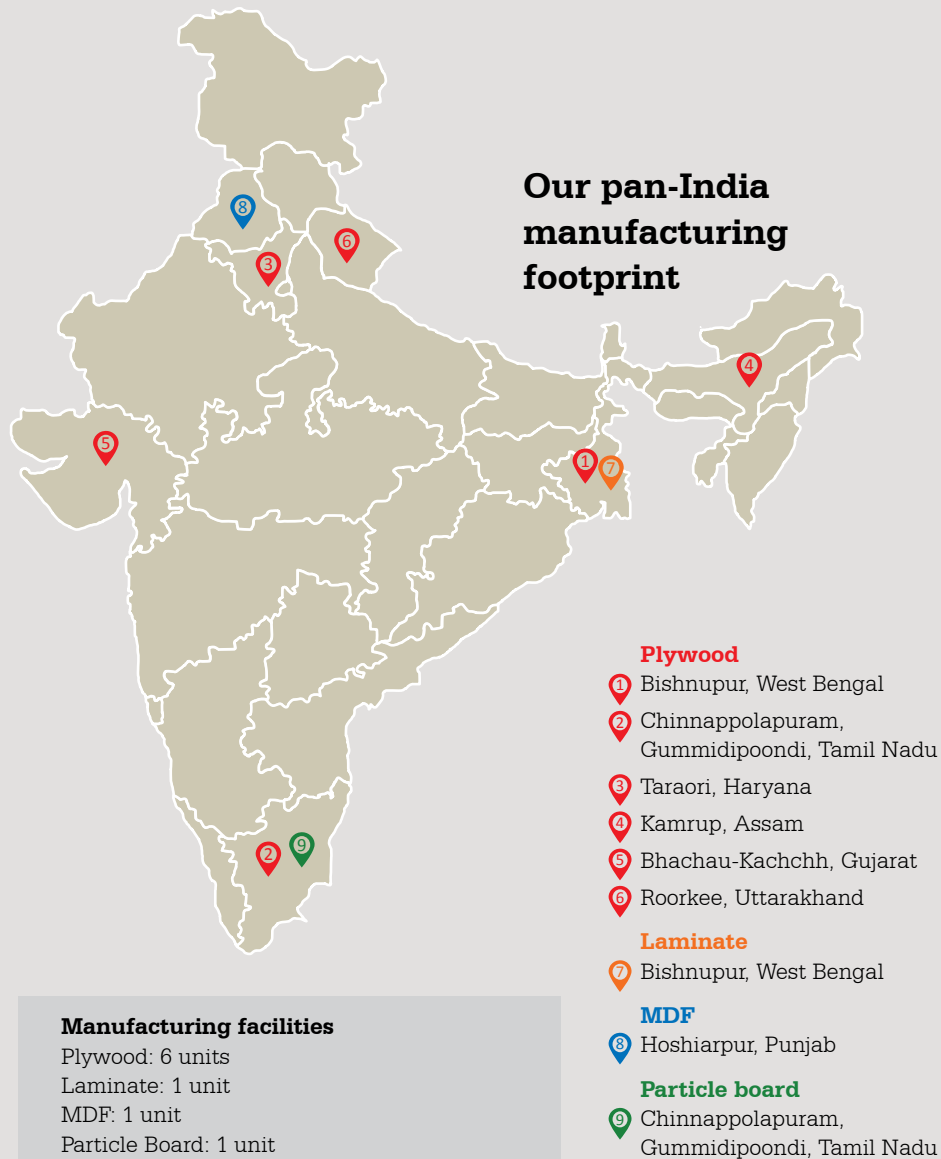 Our pan-India
manufacturing
footprint
8
6
3
4
5
1
7
2
9
Plywood
1 Bishnupur, West Bengal
2 Chinnappolapuram,
Gummidipoondi, Tamil Nadu
3 Taraori, Haryana
4 Kamrup, Assam
5 Bhachau-Kachchh, Gujarat
6 Roorkee, Uttarakhand
Laminate
7 Bishnupur, West Bengal
MDF
8 Hoshiarpur, Punjab
Particle board
9 Chinnappolapuram,
Gummidipoondi, Tamil Nadu
Manufacturing facilities
Plywood: 6 units
Laminate: 1 unit
MDF: 1 unit
Particle Board: 1 unit